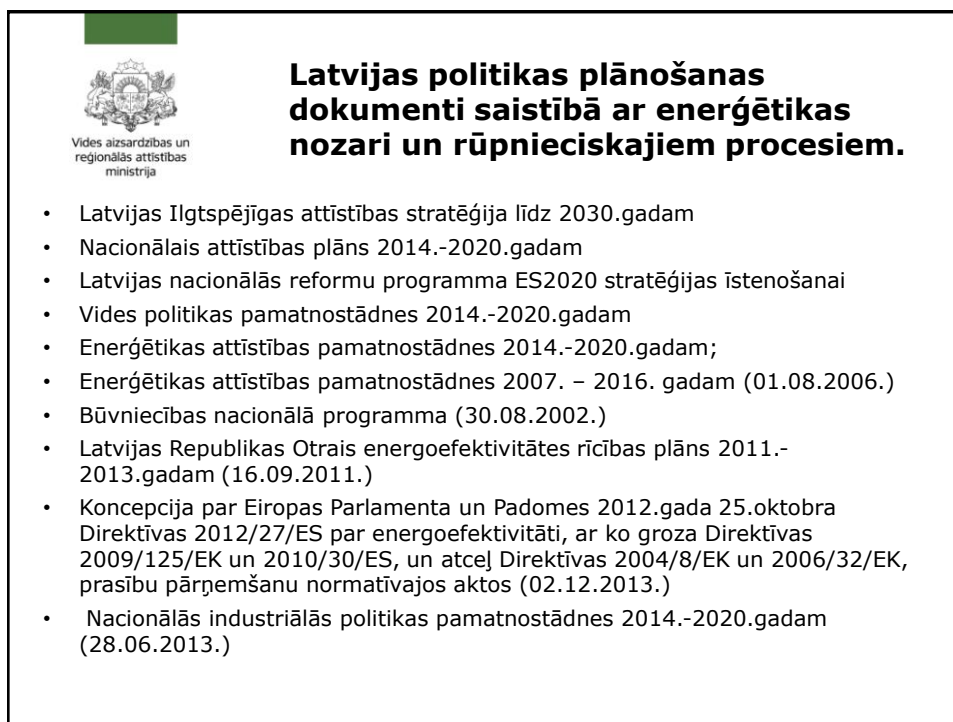 Vides aizsardzības un
reģionālās attīstības
ministrija
Latvijas politikas plānošanas
dokumenti saistībā ar enerģētikas
nozari un rūpnieciskajiem procesiem.
• Latvijas Ilgtspējīgas attīstības stratēģija līdz 2030.gadam
• Nacionālais attīstības plāns 2014.-2020.gadam
• Latvijas nacionālās reformu programma ES2020 stratēģijas īstenošanai
• Vides politikas pamatnostādnes 2014.-2020.gadam
• Enerģētikas attīstības pamatnostādnes 2014.-2020.gadam;
• Enerģētikas attīstības pamatnostādnes 2007. – 2016. gadam (01.08.2006.)
• Būvniecības nacionālā programma (30.08.2002.)
• Latvijas Republikas Otrais energoefektivitātes rīcības plāns 2011.-
2013.gadam (16.09.2011.)
• Koncepcija par Eiropas Parlamenta un Padomes 2012.gada 25.oktobra
Direktīvas 2012/27/ES par energoefektivitāti, ar ko groza Direktīvas
2009/125/EK un 2010/30/ES, un atceļ Direktīvas 2004/8/EK un 2006/32/EK,
prasību pārņemšanu normatīvajos aktos (02.12.2013.)
• Nacionālās industriālās politikas pamatnostādnes 2014.-2020.gadam
(28.06.2013.)